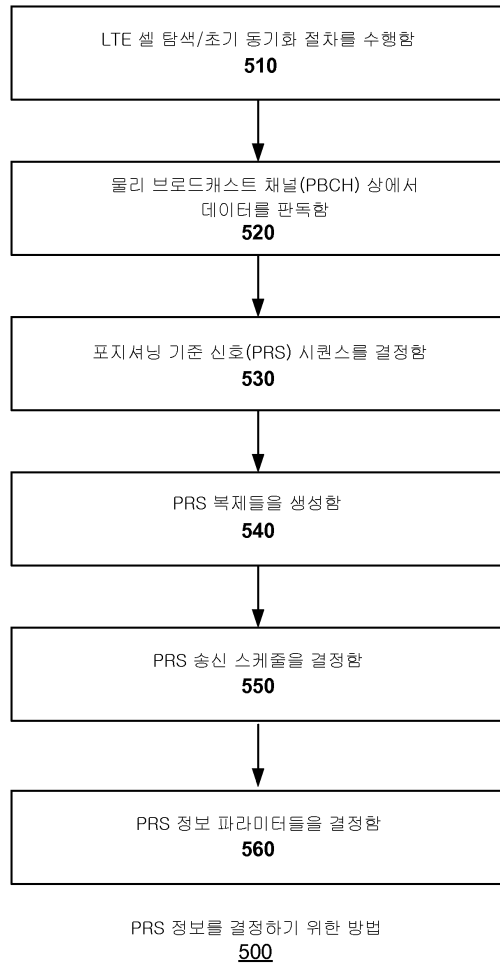 LTE 셀 탐색/초기 동기화 절차를 수행함
510
물리 브로드캐스트 채널(PBCH) 상에서
데이터를 판독함
520
포지셔닝 기준 신호(PRS) 시퀀스를 결정함
530
PRS 복제들을 생성함
540
PRS 송신 스케줄을 결정함
550
PRS 정보 파라미터들을 결정함
560
PRS 정보를 결정하기 위한 방법
500